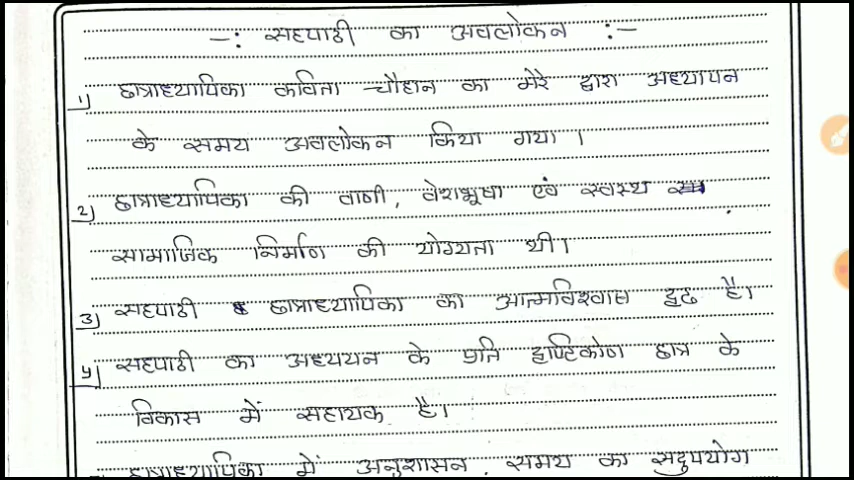 -: सहपाठी का अवलोकन :-
1) छात्राध्यापिका कविता चौहान का मेरे द्वारा अध्यापन
के समय अवलोकन किया गया ।
2) छात्राध्यापिका की वाणी, वेशभूषा एवं स्वस्थ
सामाजिक निर्माण की योग्यता थी।
3) सहपाठी छात्राध्यापिका का आत्मविश्वास दृढ है।
4) सहपाठी का अध्ययन के प्रति दृष्टिकोण छात्र के
विकास में सहायक है।
छात्राध्यापिका में अनुशासन, समय का सदुपयोग